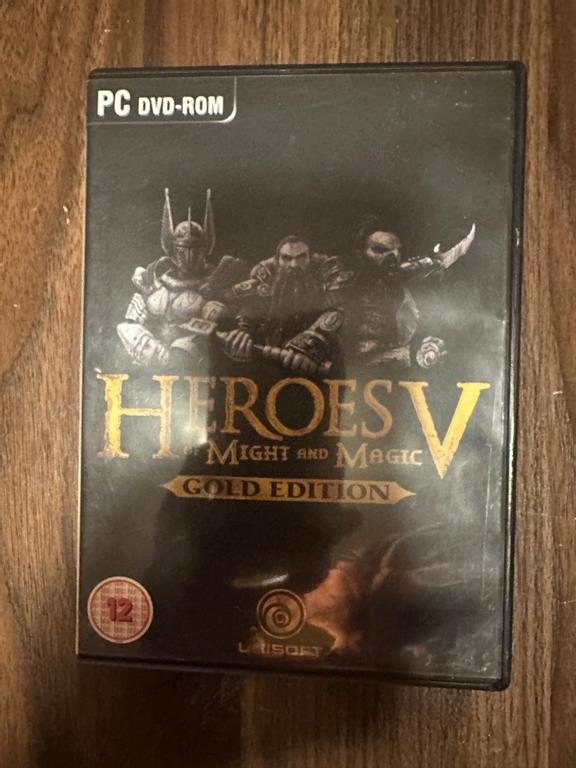 PC DVD-ROM
HEROES V
OF MIGHT AND MAGIC
GOLD EDITION
12
UBISOFT